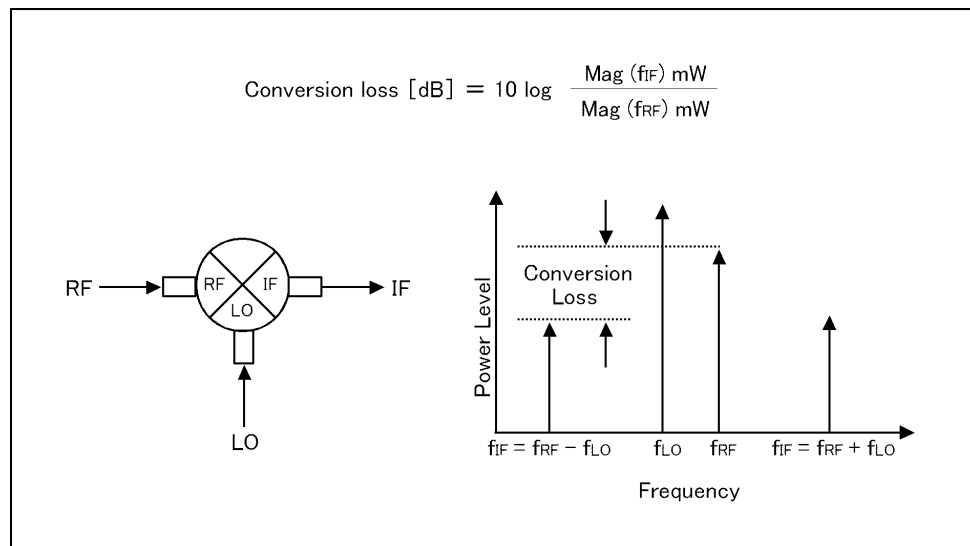 Conversion loss [dB] = 10 log Mag (fIF) mW
Mag (fRF) mW
RF
RF
IF
LO
IF
LO
Power Level
Conversion
Loss
fIF = fRF − fLO
fLO
fRF
fIF = fRF + fLO
Frequency